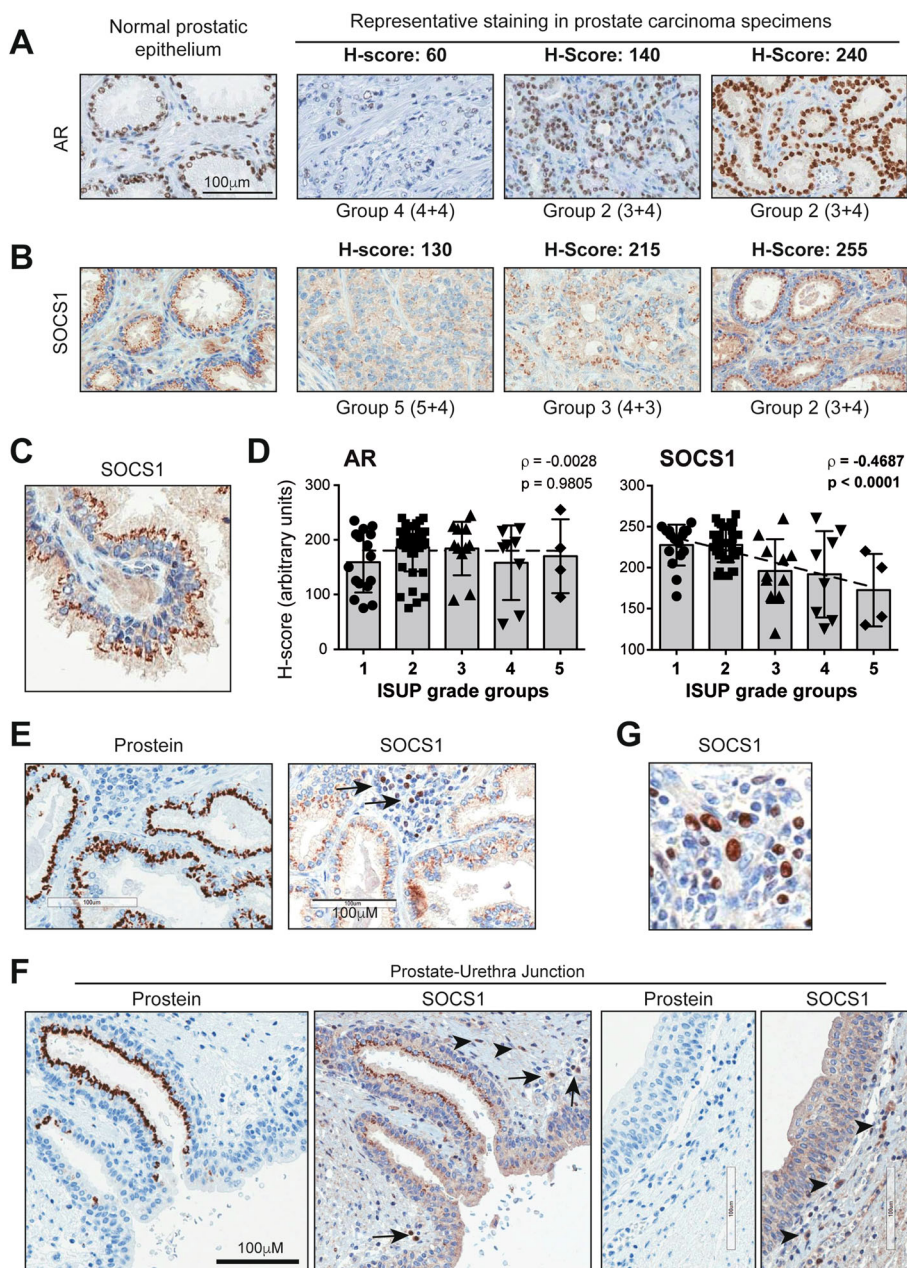 Normal prostatic
epithelium
Representative staining in prostate carcinoma specimens
A
H-score: 60
H-Score: 140
H-Score: 240
AR
100μm
Group 4 (4+4)
Group 2 (3+4)
Group 2 (3+4)
B
H-score: 130
H-Score: 215
H-Score: 255
SOCS1
Group 5 (5+4)
Group 3 (4+3)
Group 2 (3+4)
C
SOCS1
D
AR
ρ = -0.0028
p = 0.9805
SOCS1
ρ = -0.4687
p < 0.0001
H-score (arbitrary units)
300
200
100
0
1
2
3
4
5
ISUP grade groups
300
250
200
150
100
1
2
3
4
5
ISUP grade groups
E
Prostein
SOCS1
100um
100um
100μM
G
SOCS1
F
Prostate-Urethra Junction
Prostein
SOCS1
Prostein
SOCS1
100μM
100um
100um